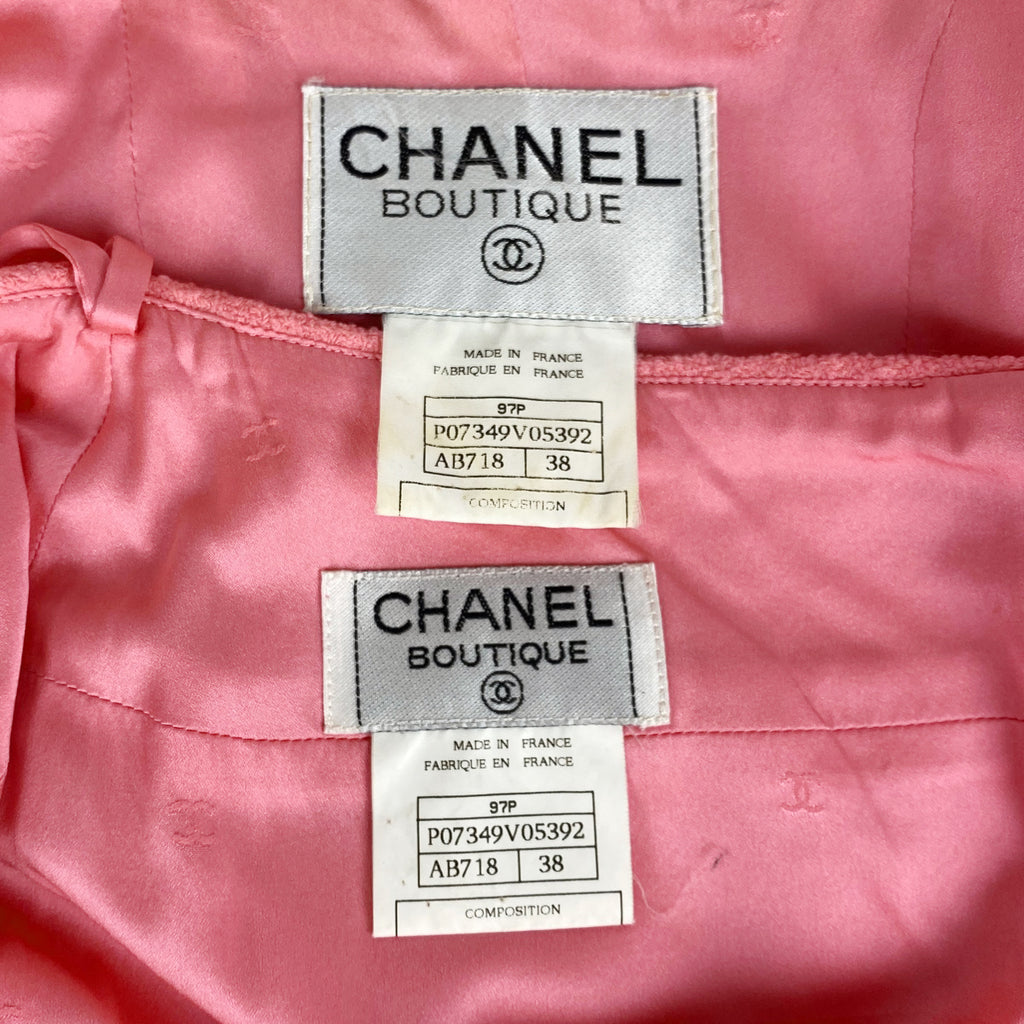 CHANEL
BOUTIQUE
MADE IN FRANCE
FABRIQUE EN FRANCE
97P
P07349V05392
AB718 38
COMPOSITION
CHANEL
BOUTIQUE
MADE IN FRANCE
FABRIQUE EN FRANCE
97P
P07349V05392
AB718 38
COMPOSITION